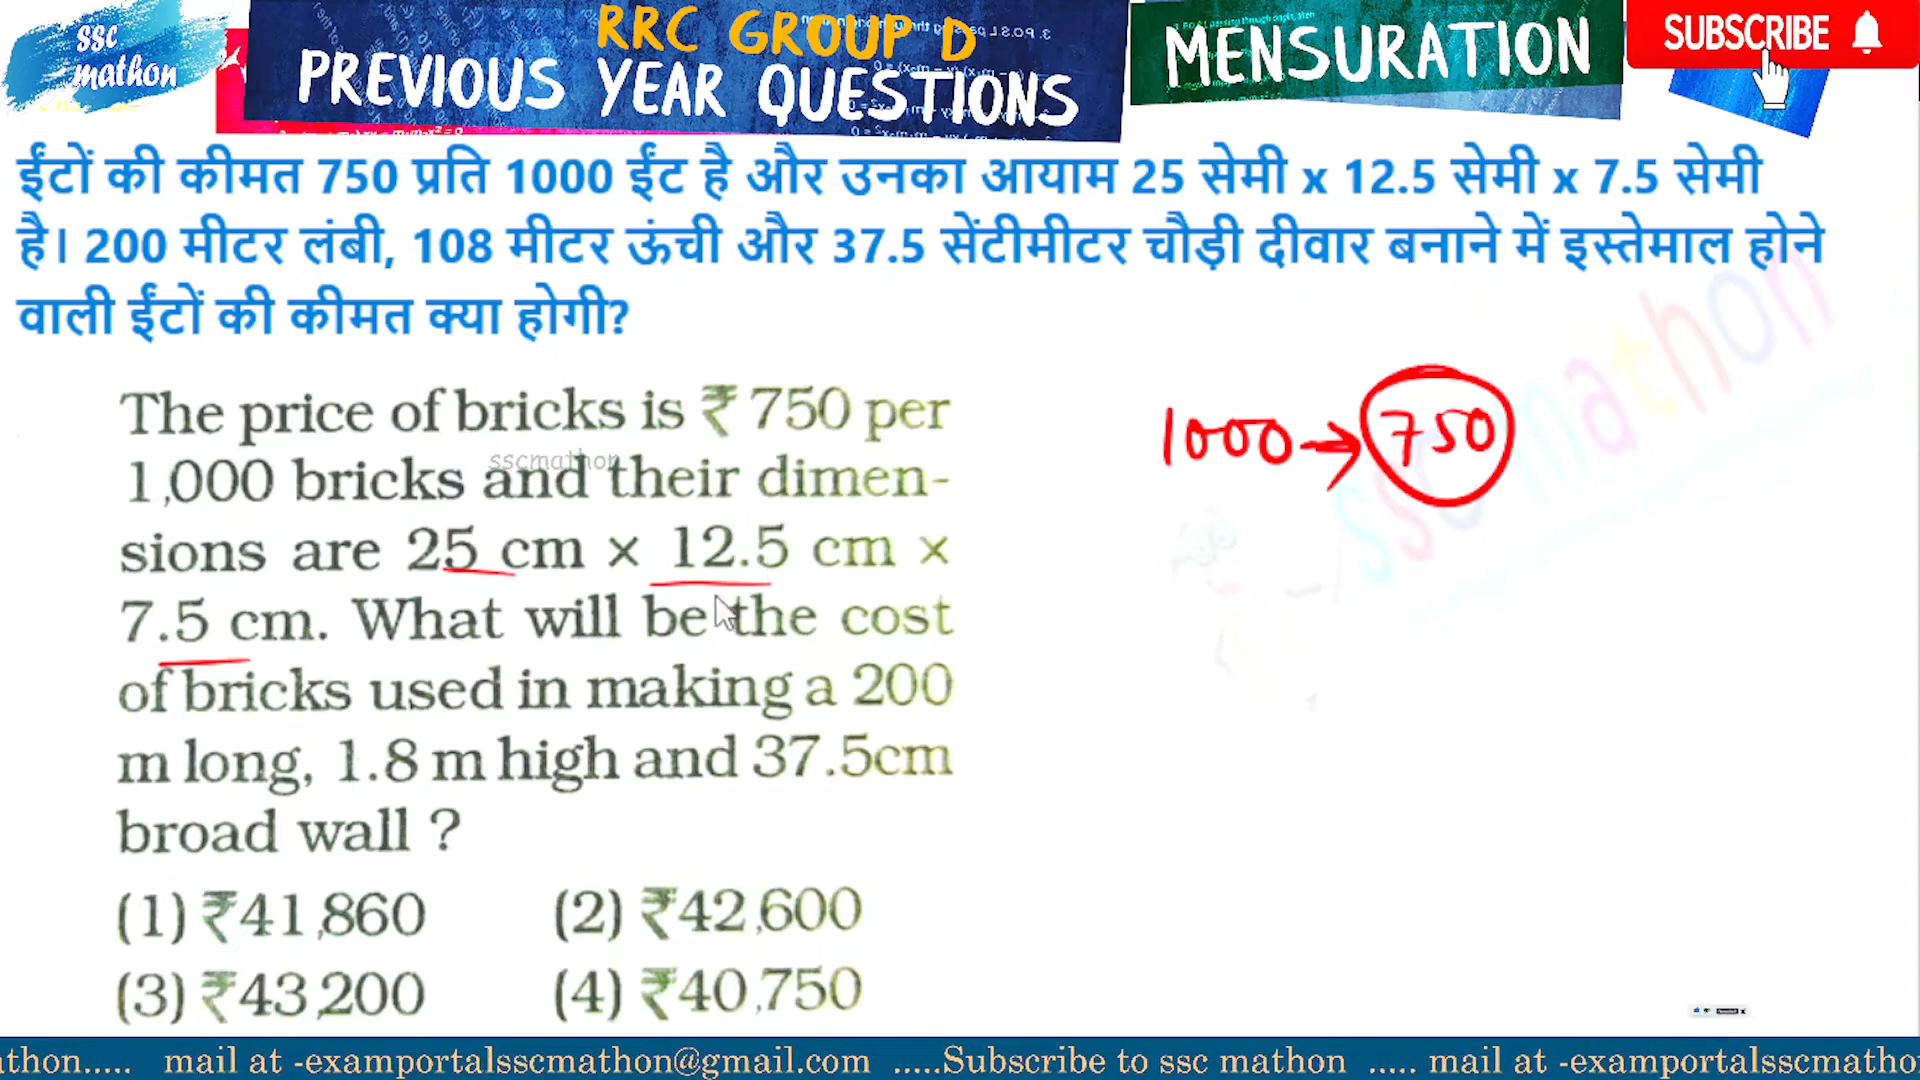 ssc
mathon
RRC GROUP D
PREVIOUS YEAR QUESTIONS
MENSURATION
SUBSCRIBE
ईंटों की कीमत 750 प्रति 1000 ईंट है और उनका आयाम 25 सेमी x 12.5 सेमी x 7.5 सेमी
है। 200 मीटर लंबी, 108 मीटर ऊंची और 37.5 सेंटीमीटर चौड़ी दीवार बनाने में इस्तेमाल होने
वाली ईंटों की कीमत क्या होगी?
The price of bricks is ₹ 750 per
1,000 bricks and their dimen-
sions are 25 cm × 12.5 cm ×
7.5 cm. What will be the cost
of bricks used in making a 200
m long, 1.8 m high and 37.5cm
broad wall ?
(1) ₹41,860 (2) ₹42,600
(3) ₹43,200 (4) ₹40,750
sscmathon
1000→750
ssc mathon
athon..... mail at -examportalsscmathon@gmail.com .....Subscribe to ssc mathon ..... mail at -examportalsscmatho